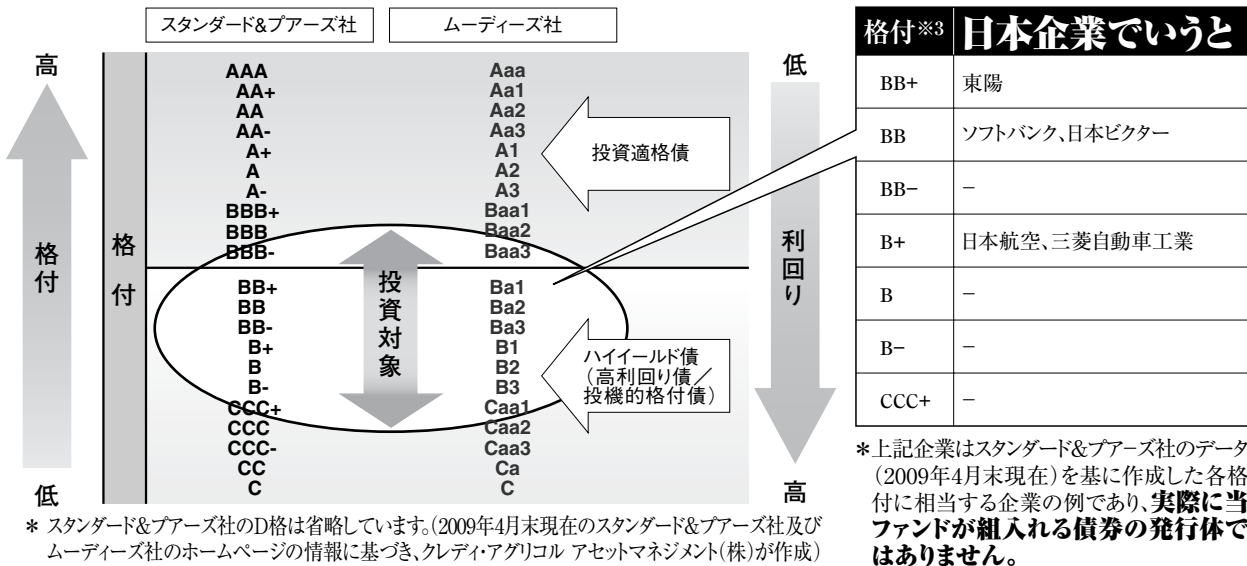 スタンダード&プアーズ社 ムーディーズ社
高
格付
低
格付
AAA Aaa
AA+ Aa1
AA Aa2
AA- Aa3
A+ A1
A A2
A- A3
BBB+ Baa1
BBB Baa2
BBB- Baa3
BB+ Ba1
BB Ba2
BB- Ba3
B+ B1
B B2
B- B3
CCC+ Caa1
CCC Caa2
CCC- Caa3
CC Ca
C C
投資対象
投資適格債
ハイイールド債
(高利回り債/
投機的格付債)
低
利回り
高
* スタンダード&プアーズ社のD格は省略しています。(2009年4月末現在のスタンダード&プアーズ社及び
ムーディーズ社のホームページの情報に基づき、クレディ・アグリコル アセットマネジメント(株)が作成)
格付※3 日本企業でいうと
BB+ 東陽
BB ソフトバンク、日本ビクター
BB− −
B+ 日本航空、三菱自動車工業
B −
B− −
CCC+ −
*上記企業はスタンダード&プアーズ社のデータ
(2009年4月末現在)を基に作成した各格
付に相当する企業の例であり、実際に当
ファンドが組入れる債券の発行体で
はありません。